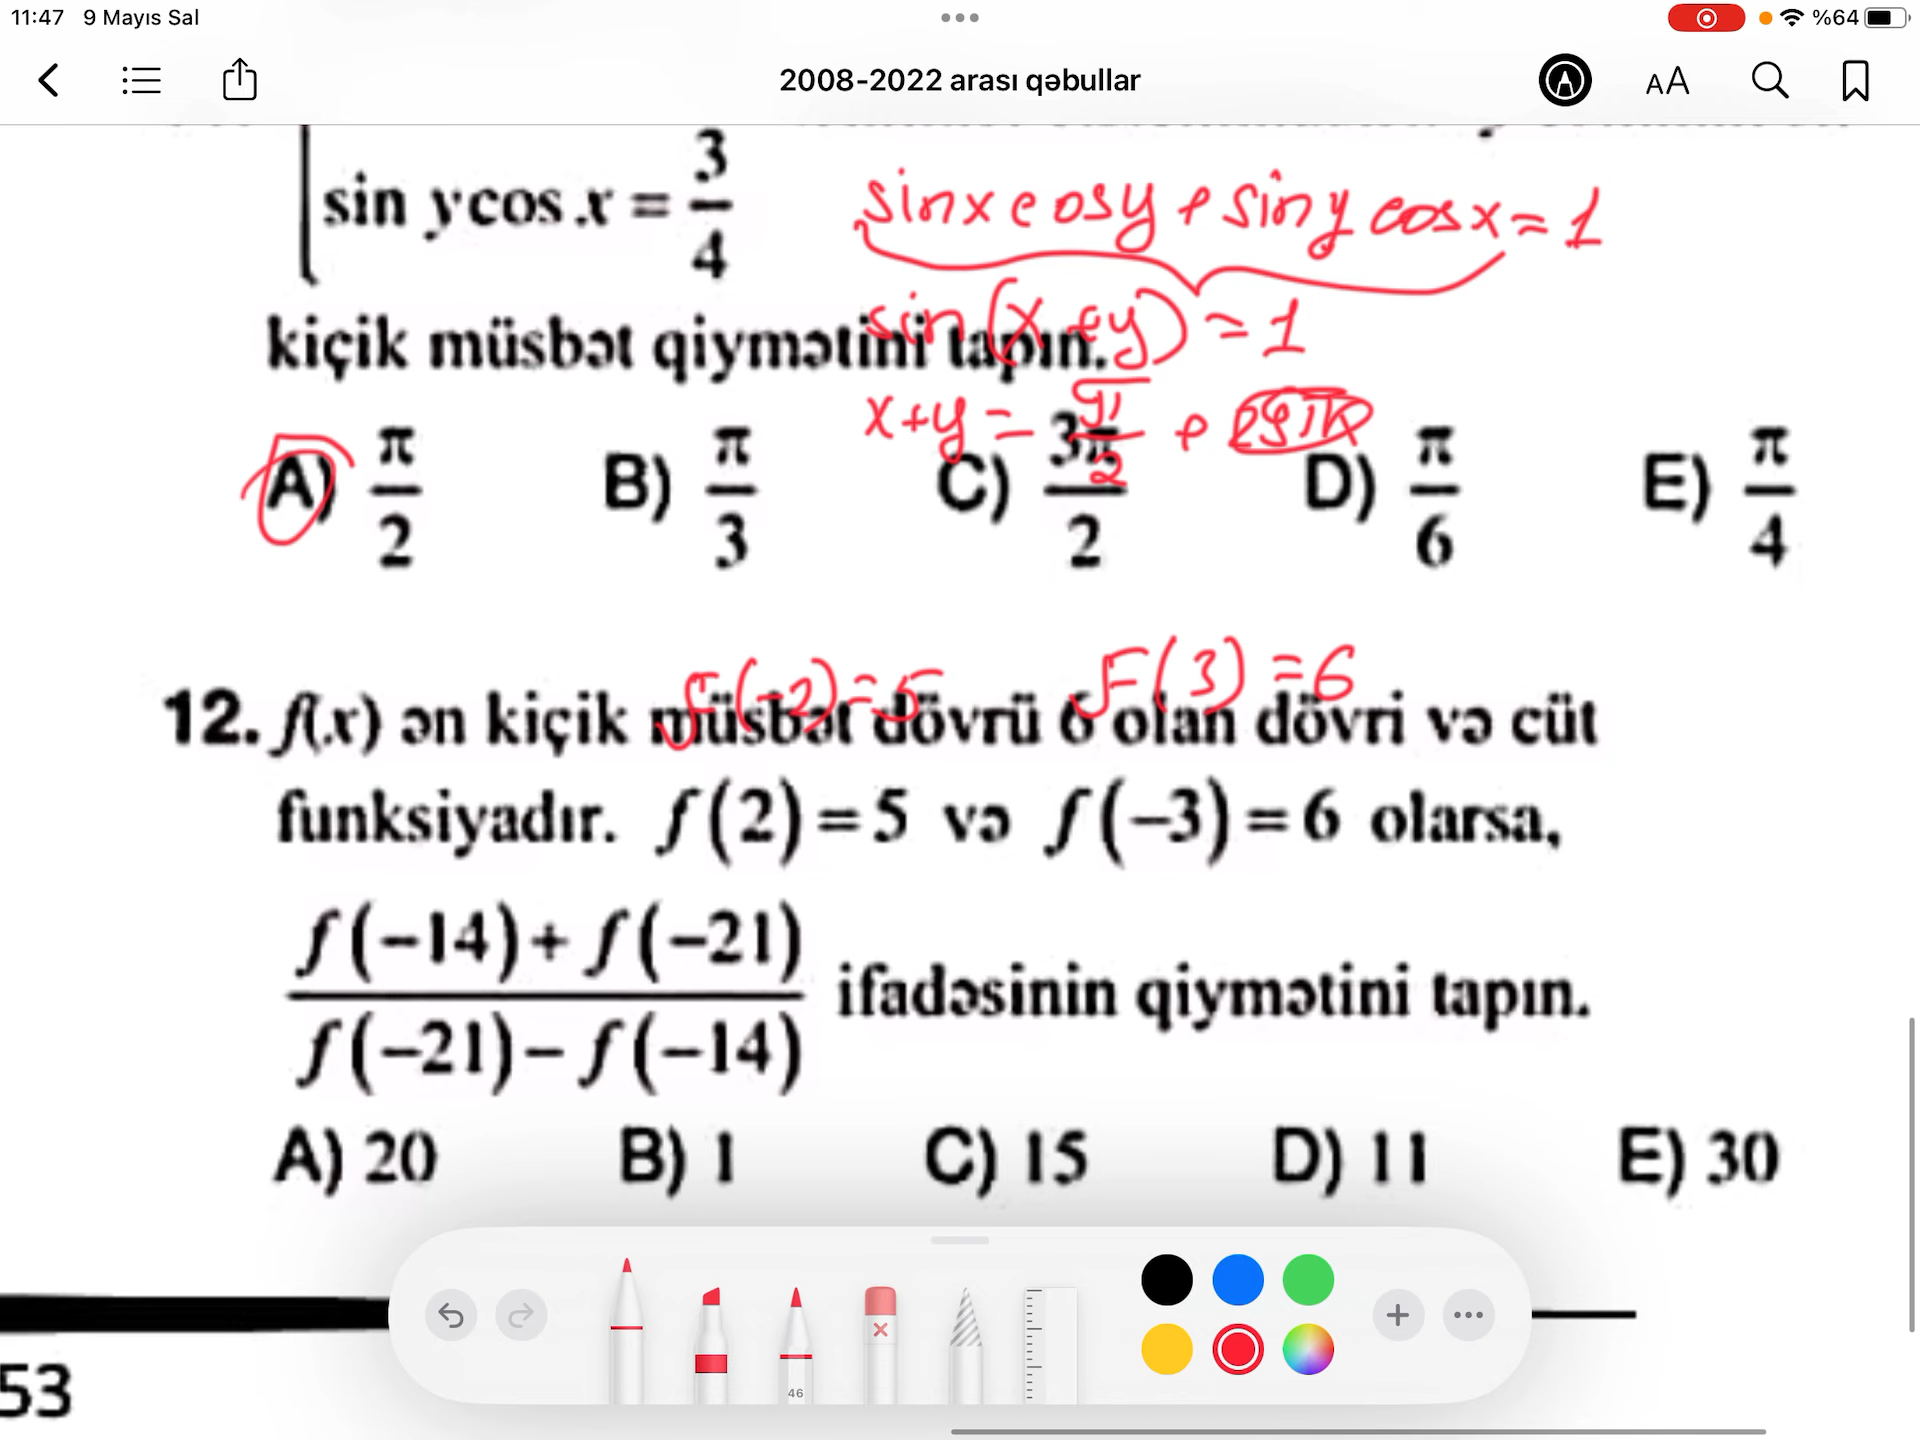 11:47 9 Mayıs Sal
%64
2008-2022 arası qəbullar
AA
sin y cos x = 3/4
sinx cosy + siny cosx = 1
kiçik müsbət qiymətini tapın.
sin(x+y) = 1
x+y = π/2 +
A) π/2 B) π/3 C) 3π/2 D) π/6 E) π/4
f(-2)=5 F(3)=6
12. f(x) ən kiçik müsbət dövrü 6 olan dövri və cüt
funksiyadır. f(2)=5 və f(-3)=6 olarsa,
f(-14)+f(-21)
ifadəsinin qiymətini tapın.
f(-21)-f(-14)
A) 20 B) 1 C) 15 D) 11 E) 30
46
53